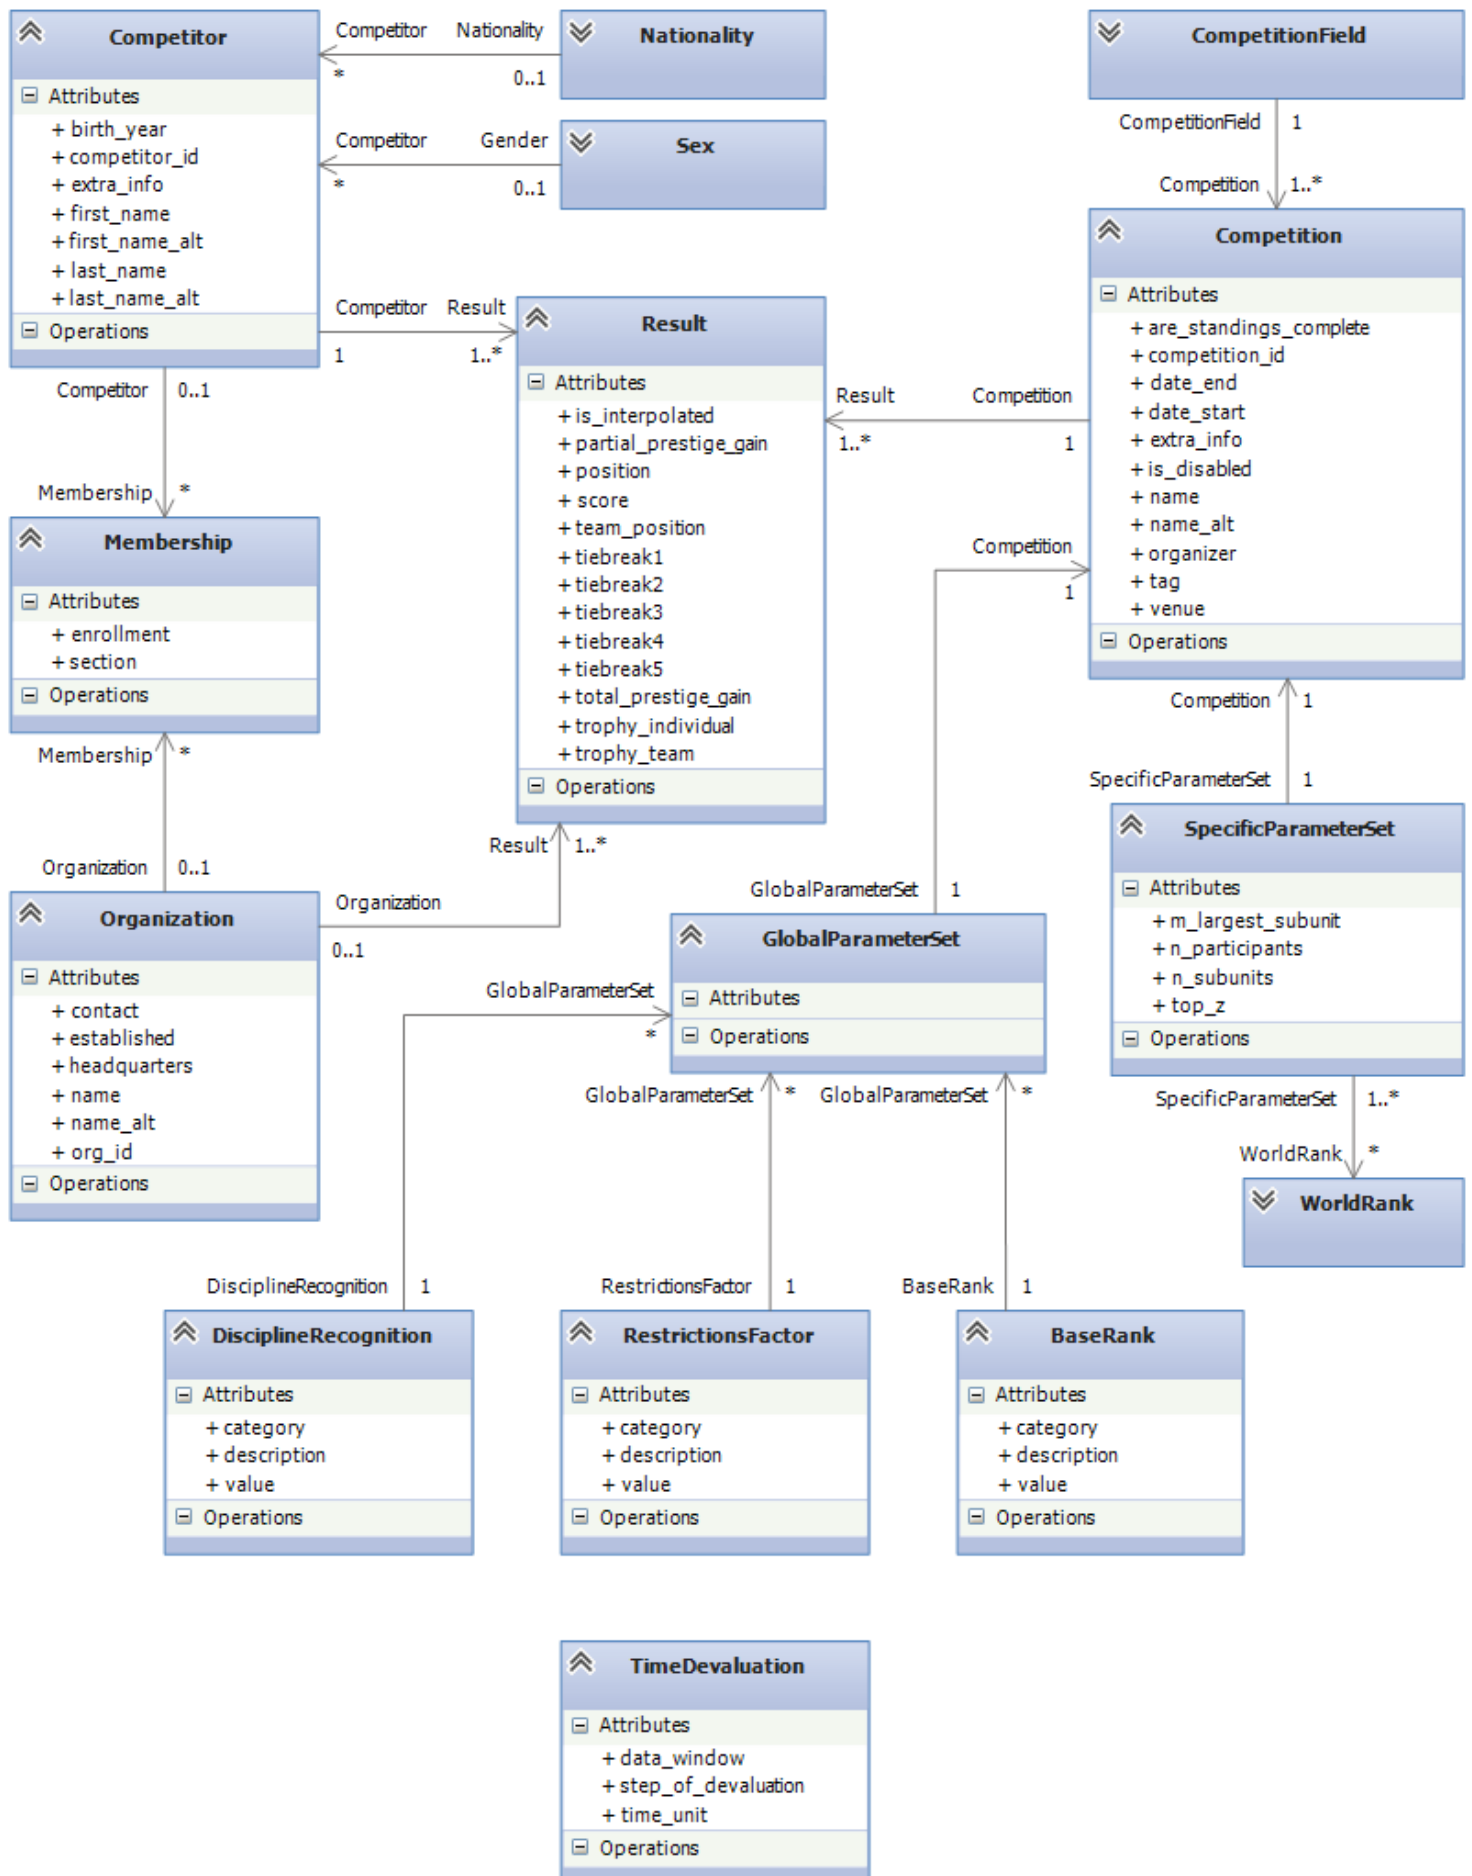 Competitor
Attributes
+ birth_year
+ competitor_id
+ extra_info
+ first_name
+ first_name_alt
+ last_name
+ last_name_alt
Operations
Competitor Nationality
* 0..1
Nationality
Competitor Gender
* 0..1
Sex
CompetitionField
CompetitionField 1
Competition 1..*
Competition
Attributes
+ are_standings_complete
+ competition_id
+ date_end
+ date_start
+ extra_info
+ is_disabled
+ name
+ name_alt
+ organizer
+ tag
+ venue
Operations
Competitor Result
1 1..*
Result
Attributes
+ is_interpolated
+ partial_prestige_gain
+ position
+ score
+ team_position
+ tiebreak1
+ tiebreak2
+ tiebreak3
+ tiebreak4
+ tiebreak5
+ total_prestige_gain
+ trophy_individual
+ trophy_team
Operations
Result Competition
1..* 1
Competitor 0..1
Membership *
Membership
Attributes
+ enrollment
+ section
Operations
Membership *
Organization 0..1
Organization
Attributes
+ contact
+ established
+ headquarters
+ name
+ name_alt
+ org_id
Operations
Organization
0..1
Result 1..*
Competition
1
GlobalParameterSet 1
GlobalParameterSet
Attributes
Operations
Competition 1
SpecificParameterSet 1
SpecificParameterSet
Attributes
+ m_largest_subunit
+ n_participants
+ n_subunits
+ top_z
Operations
SpecificParameterSet 1..*
WorldRank *
WorldRank
GlobalParameterSet
*
GlobalParameterSet *
GlobalParameterSet *
DisciplineRecognition 1
RestrictionsFactor 1
BaseRank 1
DisciplineRecognition
Attributes
+ category
+ description
+ value
Operations
RestrictionsFactor
Attributes
+ category
+ description
+ value
Operations
BaseRank
Attributes
+ category
+ description
+ value
Operations
TimeDevaluation
Attributes
+ data_window
+ step_of_devaluation
+ time_unit
Operations